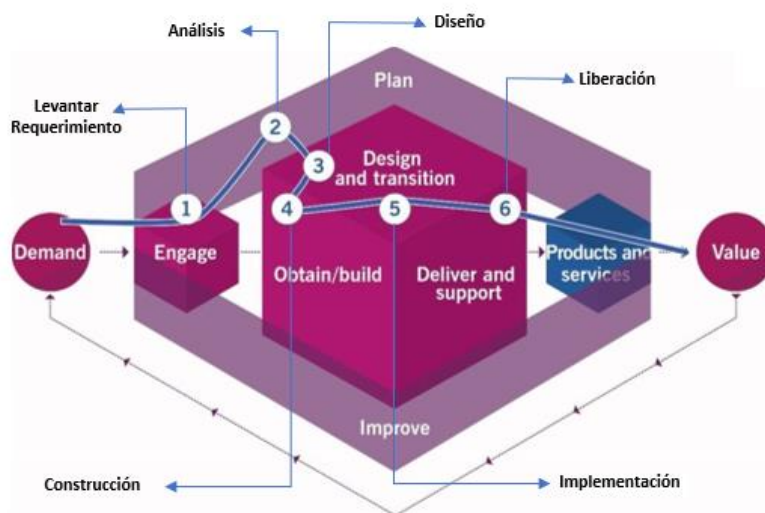 Análisis
Diseño
Plan
Levantar
Requerimiento
Liberación
2
3
Design
and transition
1
4
5
6
Demand
Engage
Obtain/build
Deliver and
support
Products and
services
Value
Improve
Construcción
Implementación